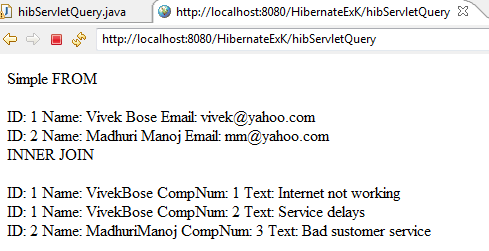 hibServletQuery.java
http://localhost:8080/HibernateExK/hibServletQuery
http://localhost:8080/HibernateExK/hibServletQuery
Simple FROM
ID: 1 Name: Vivek Bose Email: vivek@yahoo.com
ID: 2 Name: Madhuri Manoj Email: mm@yahoo.com
INNER JOIN
ID: 1 Name: VivekBose CompNum: 1 Text: Internet not working
ID: 1 Name: VivekBose CompNum: 2 Text: Service delays
ID: 2 Name: MadhuriManoj CompNum: 3 Text: Bad sustomer service